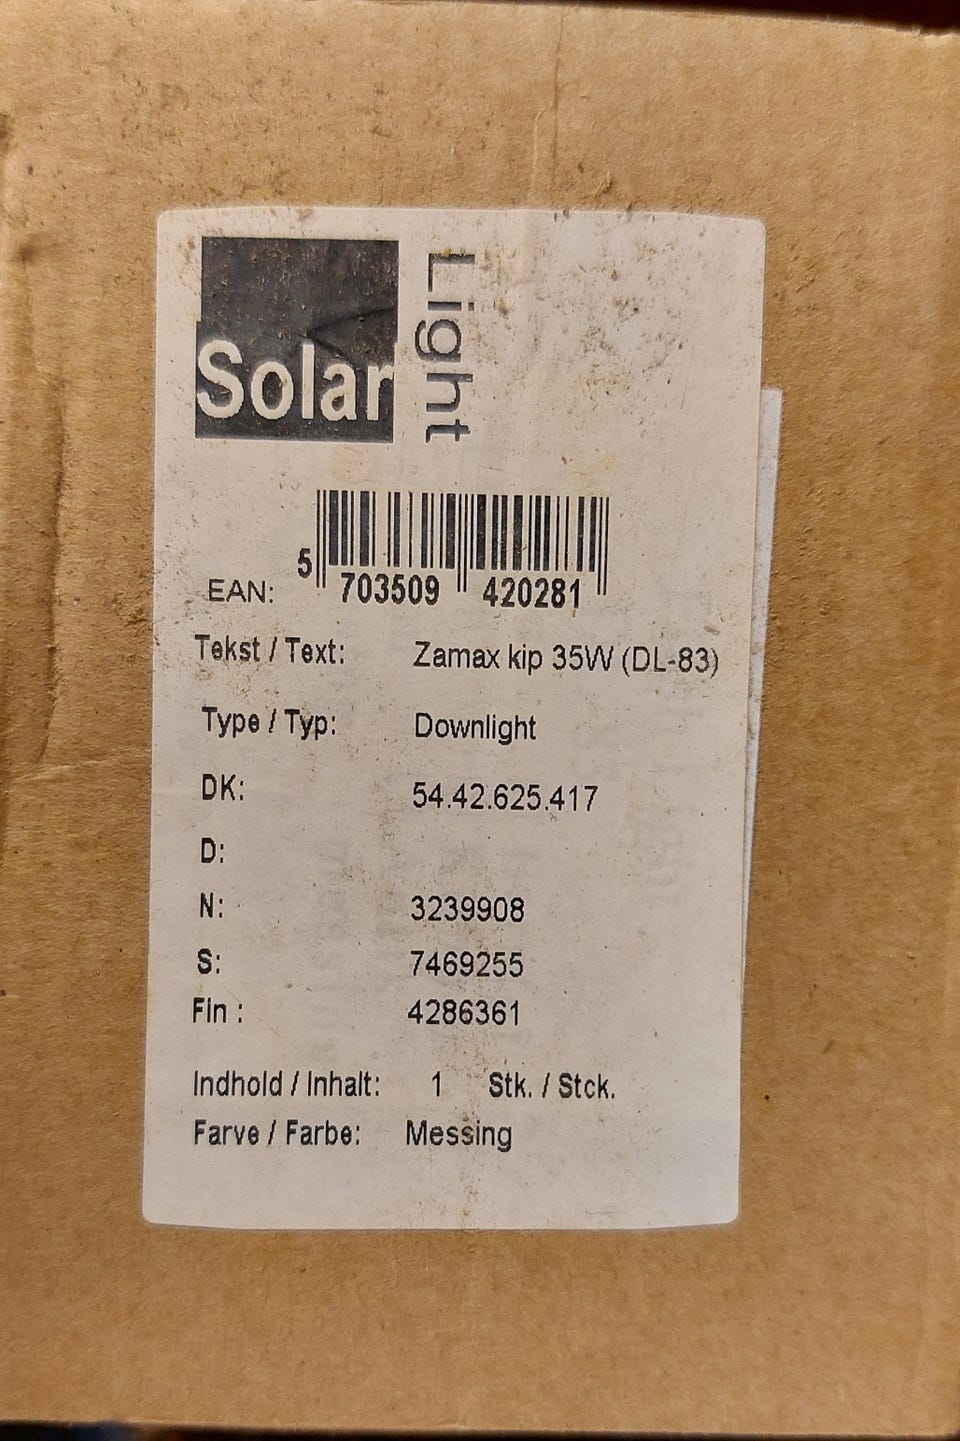 Solar
Light
5 703509 420281
EAN:
Tekst / Text: Zamax kip 35W (DL-83)
Type / Typ: Downlight
DK: 54.42.625.417
D:
N: 3239908
S: 7469255
Fin : 4286361
Indhold / Inhalt: 1 Stk. / Stck.
Farve / Farbe: Messing